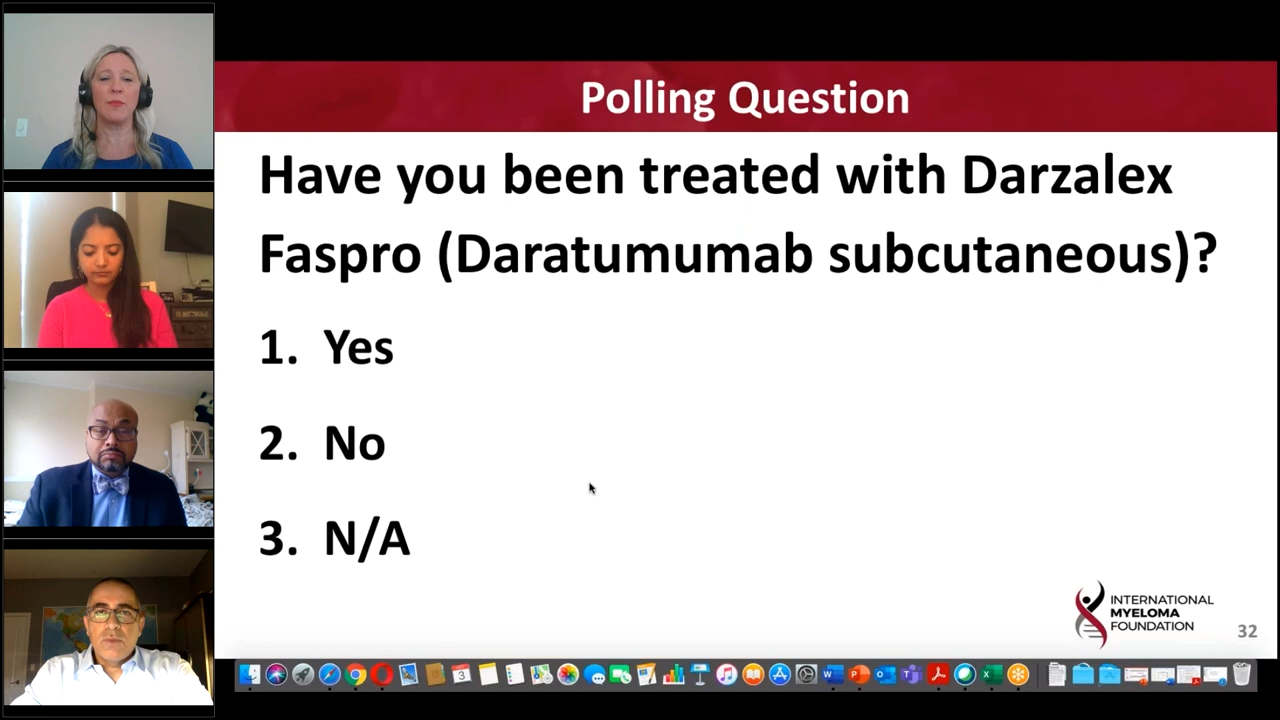 Polling Question
Have you been treated with Darzalex
Faspro (Daratumumab subcutaneous)?
1. Yes
2. No
3. N/A
INTERNATIONAL
MYELOMA
FOUNDATION
32
3